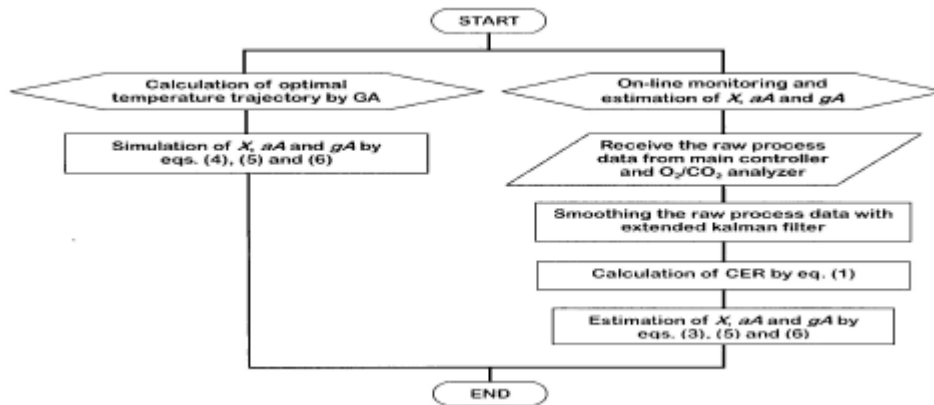 START
Calculation of optimal
temperature trajectory by GA
Simulation of X, aA and gA by
eqs. (4), (5) and (6)
On-line monitoring and
estimation of X, aA and gA
Receive the raw process
data from main controller
and O₂/CO₂ analyzer
Smoothing the raw process data with
extended kalman filter
Calculation of CER by eq. (1)
Estimation of X, aA and gA by
eqs. (3), (5) and (6)
END